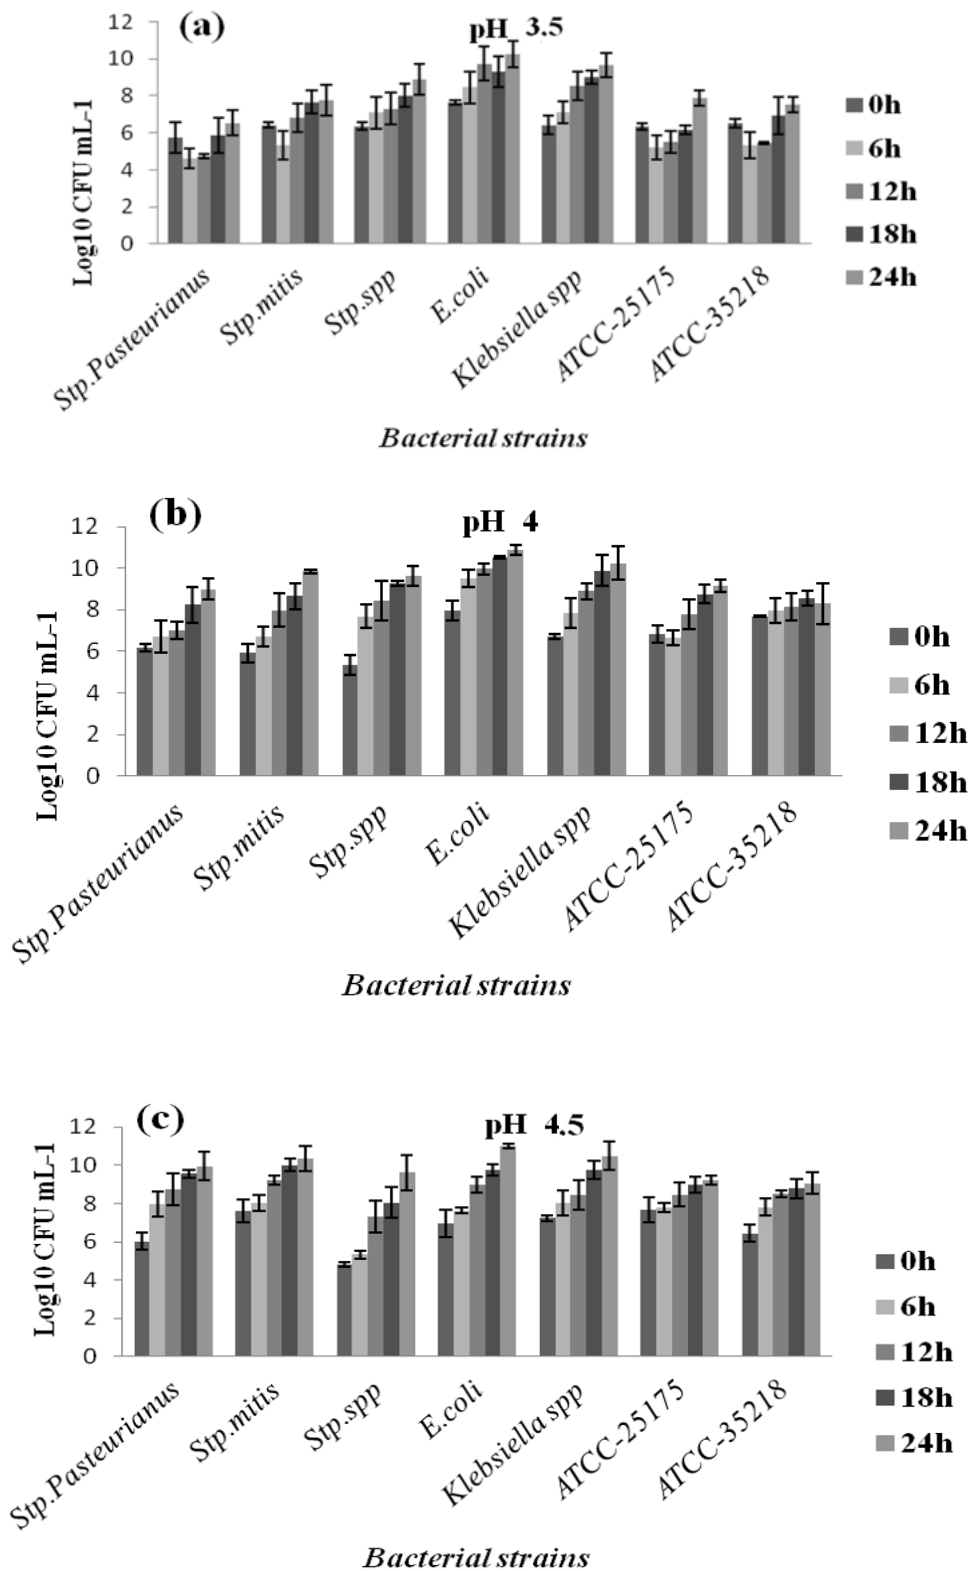 (a)
pH 3.5
Log10 CFU mL-1
12
10
8
6
4
2
0
0h
6h
12h
18h
24h
Stp.Pasteurianus
Stp.mitis
Stp.spp
E.coli
Klebsiella spp
ATCC-25175
ATCC-35218
Bacterial strains
(b)
pH 4
Log10 CFU mL-1
12
10
8
6
4
2
0
0h
6h
12h
18h
24h
Stp.Pasteurianus
Stp.mitis
Stp.spp
E.coli
Klebsiella spp
ATCC-25175
ATCC-35218
Bacterial strains
(c)
pH 4.5
Log10 CFU mL-1
12
10
8
6
4
2
0
0h
6h
12h
18h
24h
Stp.Pasteurianus
Stp.mitis
Stp.spp
E.coli
Klebsiella spp
ATCC-25175
ATCC-35218
Bacterial strains